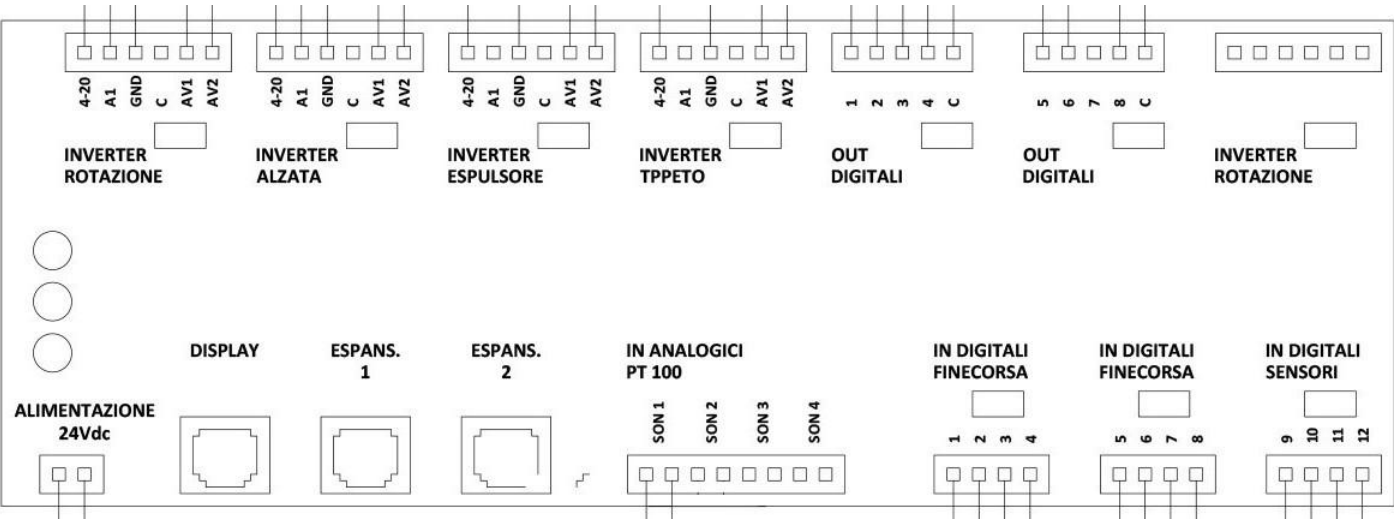 4-20 A1 GND C AV1 AV2
4-20 A1 GND C AV1 AV2
4-20 A1 GND C AV1 AV2
4-20 A1 GND C AV1 AV2
1 2 3 4 C
5 6 7 8 C
INVERTER
ROTAZIONE
INVERTER
ALZATA
INVERTER
ESPULSORE
INVERTER
TPPETO
OUT
DIGITALI
OUT
DIGITALI
INVERTER
ROTAZIONE
DISPLAY
ESPANS.
1
ESPANS.
2
IN ANALOGICI
PT 100
IN DIGITALI
FINECORSA
IN DIGITALI
FINECORSA
IN DIGITALI
SENSORI
ALIMENTAZIONE
24Vdc
SON 1
SON 2
SON 3
SON 4
1 2 3 4
5 6 7 8
9 10 11 12